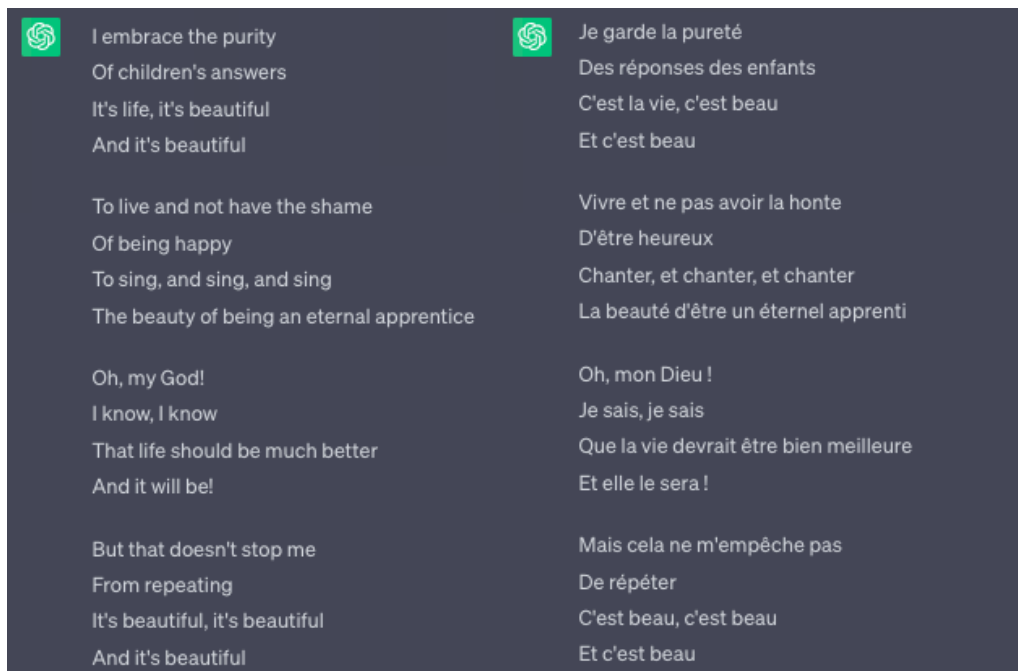 I embrace the purity
Of children's answers
It's life, it's beautiful
And it's beautiful
To live and not have the shame
Of being happy
To sing, and sing, and sing
The beauty of being an eternal apprentice
Oh, my God!
I know, I know
That life should be much better
And it will be!
But that doesn't stop me
From repeating
It's beautiful, it's beautiful
And it's beautiful
Je garde la pureté
Des réponses des enfants
C'est la vie, c'est beau
Et c'est beau
Vivre et ne pas avoir la honte
D'être heureux
Chanter, et chanter, et chanter
La beauté d'être un éternel apprenti
Oh, mon Dieu !
Je sais, je sais
Que la vie devrait être bien meilleure
Et elle le sera !
Mais cela ne m'empêche pas
De répéter
C'est beau, c'est beau
Et c'est beau